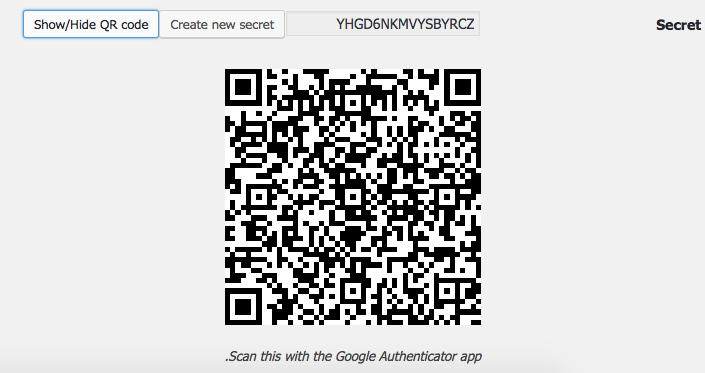 Show/Hide QR code Create new secret YHGD6NKMVYSBYRCZ Secret
.Scan this with the Google Authenticator app